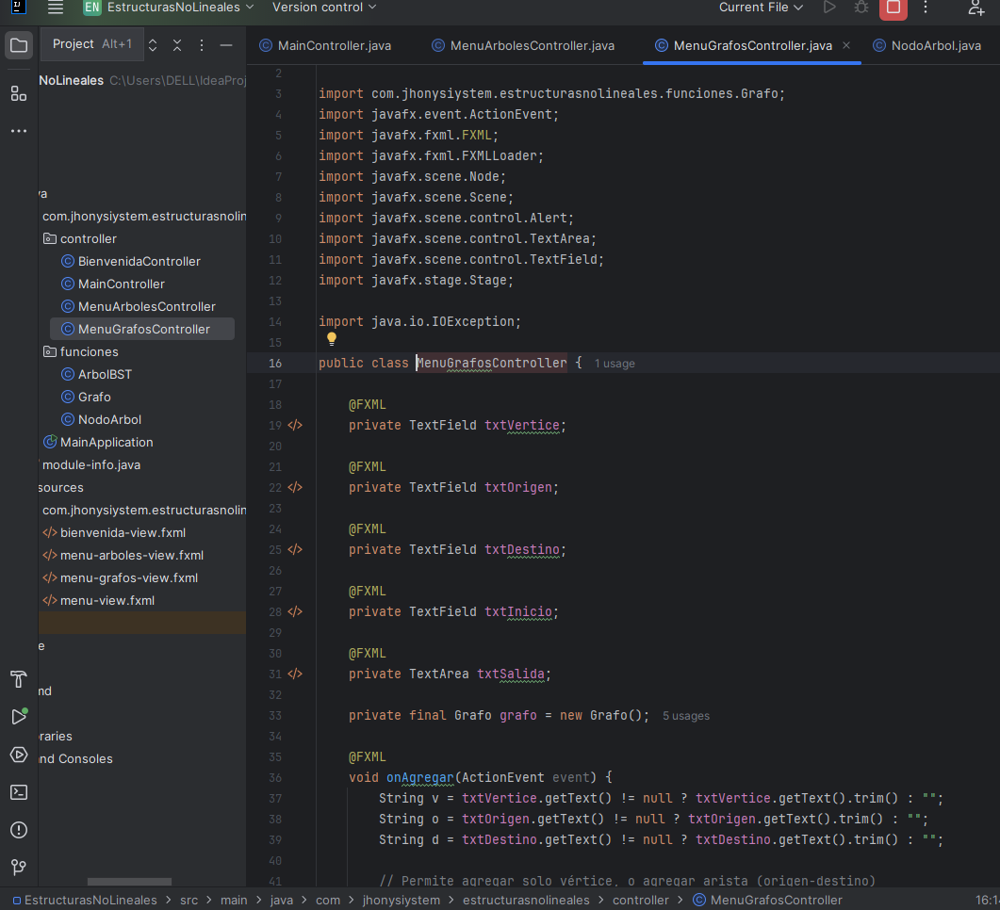 EN EstructurasNoLineales Version control Current File
Project Alt+1
NoLineales C:\Users\DELL\IdeaProj
va
com.jhonysiystem.estructurasnolin
controller
BienvenidaController
MainController
MenuArbolesController
MenuGrafosController
funciones
ArbolBST
Grafo
NodoArbol
MainApplication
module-info.java
sources
com.jhonysiystem.estructurasnolin
bienvenida-view.fxml
menu-arboles-view.fxml
menu-grafos-view.fxml
menu-view.fxml
e
md
raries
nd Consoles
MainController.java MenuArbolesController.java MenuGrafosController.java NodoArbol.java
2
3 import com.jhonysiystem.estructurasnolineales.funciones.Grafo;
4 import javafx.event.ActionEvent;
5 import javafx.fxml.FXML;
6 import javafx.fxml.FXMLLoader;
7 import javafx.scene.Node;
8 import javafx.scene.Scene;
9 import javafx.scene.control.Alert;
10 import javafx.scene.control.TextArea;
11 import javafx.scene.control.TextField;
12 import javafx.stage.Stage;
13
14 import java.io.IOException;
15
16 public class MenuGrafosController { 1 usage
17
18 @FXML
19 private TextField txtVertice;
20
21 @FXML
22 private TextField txtOrigen;
23
24 @FXML
25 private TextField txtDestino;
26
27 @FXML
28 private TextField txtInicio;
29
30 @FXML
31 private TextArea txtSalida;
32
33 private final Grafo grafo = new Grafo(); 5 usages
34
35 @FXML
36 void onAgregar(ActionEvent event) {
37 String v = txtVertice.getText() != null ? txtVertice.getText().trim() : "";
38 String o = txtOrigen.getText() != null ? txtOrigen.getText().trim() : "";
39 String d = txtDestino.getText() != null ? txtDestino.getText().trim() : "";
40
41 // Permite agregar solo vértice, o agregar arista (origen-destino)
EstructurasNoLineales > src > main > java > com > jhonysiystem > estructurasnolineales > controller > MenuGrafosController 16:1